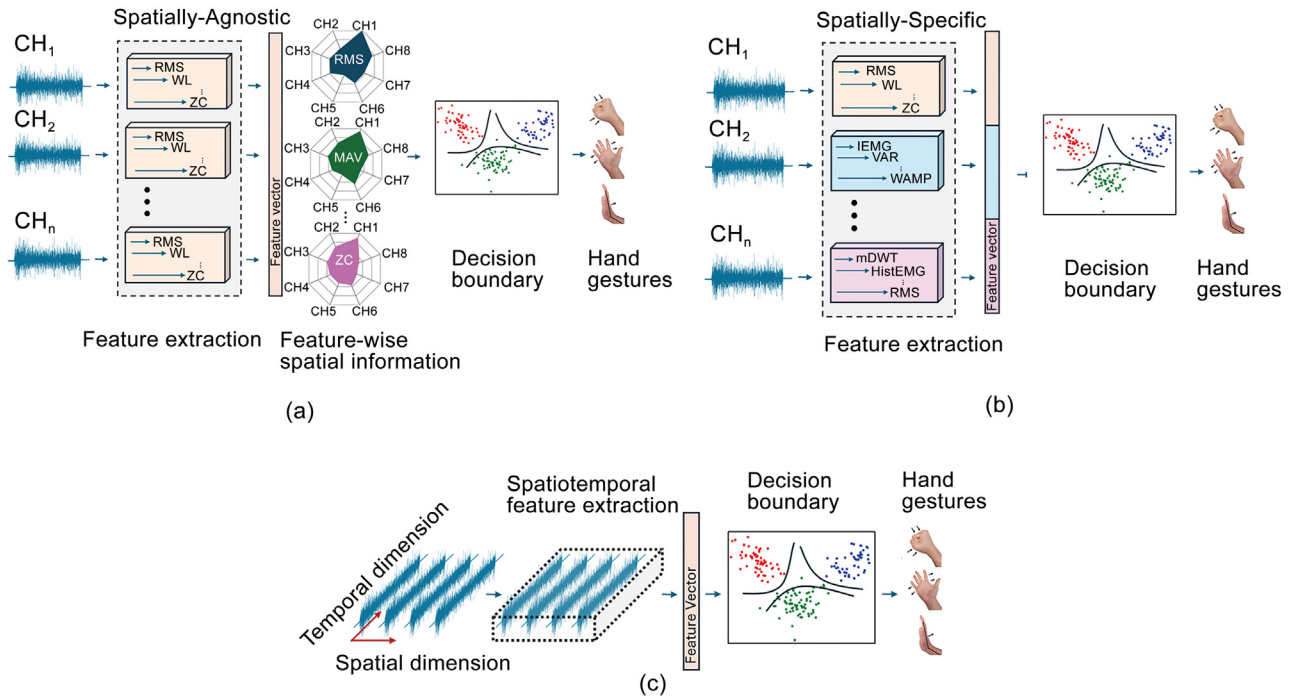 Spatially-Agnostic
CH1
RMS
WL
⋮
ZC
CH2
RMS
WL
⋮
ZC
CHn
RMS
WL
⋮
ZC
Feature extraction
Feature vector
CH2
CH1
CH3
CH8
RMS
CH4
CH7
CH5
CH6
CH2
CH1
CH3
CH8
MAV
CH4
CH7
CH5
CH6
CH2
CH1
CH3
CH8
ZC
CH4
CH7
CH5
CH6
Feature-wise
spatial information
Decision
boundary
Hand
gestures
(a)
Spatially-Specific
CH1
RMS
WL
⋮
ZC
CH2
IEMG
VAR
⋮
WAMP
CHn
mDWT
HistEMG
⋮
RMS
Feature extraction
Feature vector
Decision
boundary
Hand
gestures
(b)
Temporal dimension
Spatial dimension
Spatiotemporal
feature extraction
Feature Vector
Decision
boundary
Hand
gestures
(c)